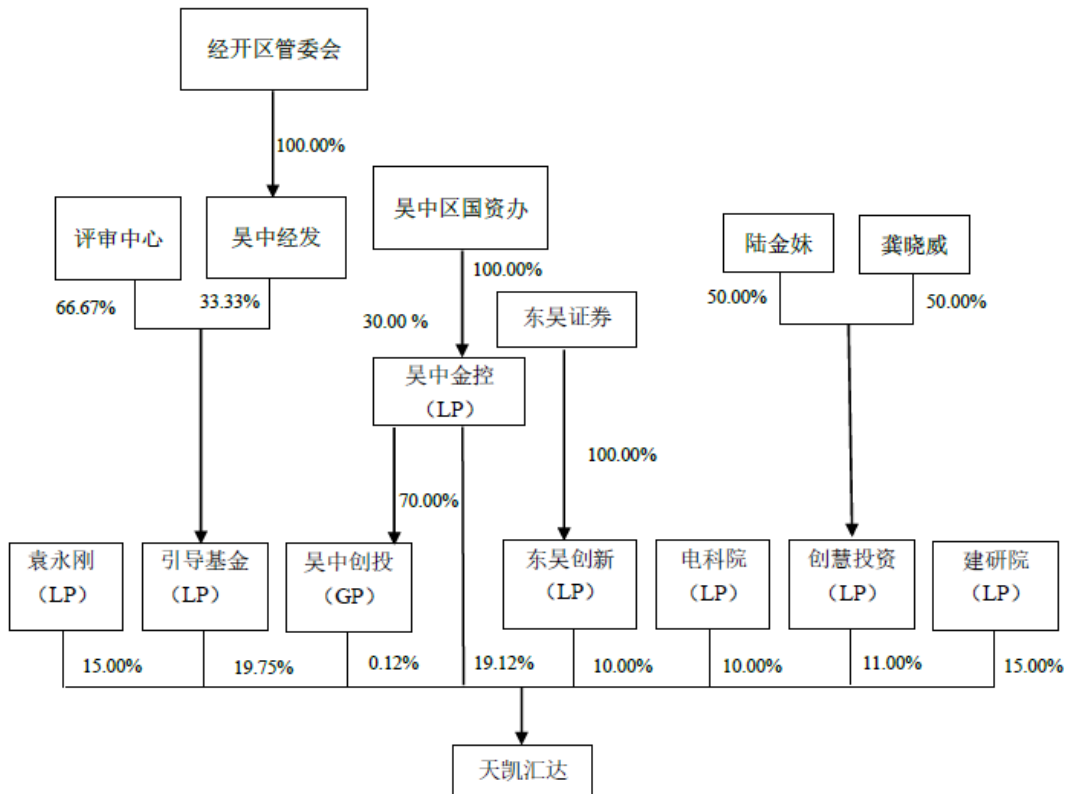 经开区管委会
100.00%
评审中心
吴中经发
吴中区国资办
陆金妹
龚晓威
66.67%
33.33%
100.00%
50.00%
50.00%
30.00 %
东吴证券
吴中金控
（LP）
100.00%
70.00%
袁永刚
（LP）
引导基金
（LP）
吴中创投
（GP）
东吴创新
（LP）
电科院
（LP）
创慧投资
（LP）
建研院
（LP）
15.00%
19.75%
0.12%
19.12%
10.00%
10.00%
11.00%
15.00%
天凯汇达